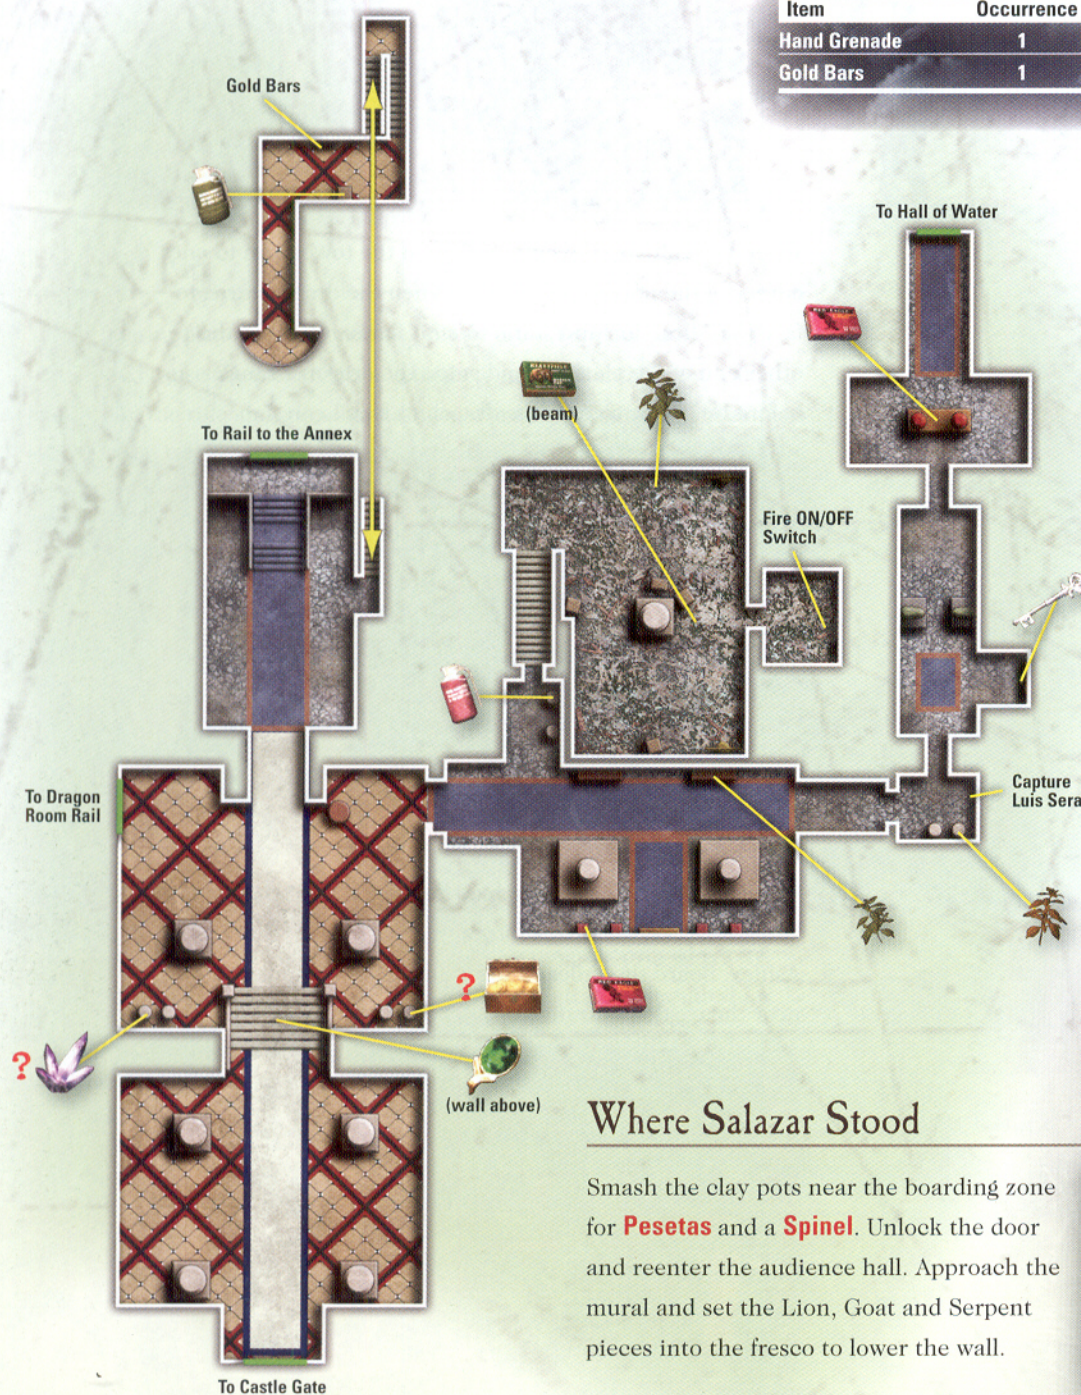 Item Occurrence
Hand Grenade 1
Gold Bars 1
Gold Bars
To Hall of Water
(beam)
To Rail to the Annex
Fire ON/OFF
Switch
To Dragon
Room Rail
Capture
Luis Sera
?
?
(wall above)
To Castle Gate
Where Salazar Stood
Smash the clay pots near the boarding zone
for Pesetas and a Spinel. Unlock the door
and reenter the audience hall. Approach the
mural and set the Lion, Goat and Serpent
pieces into the fresco to lower the wall.